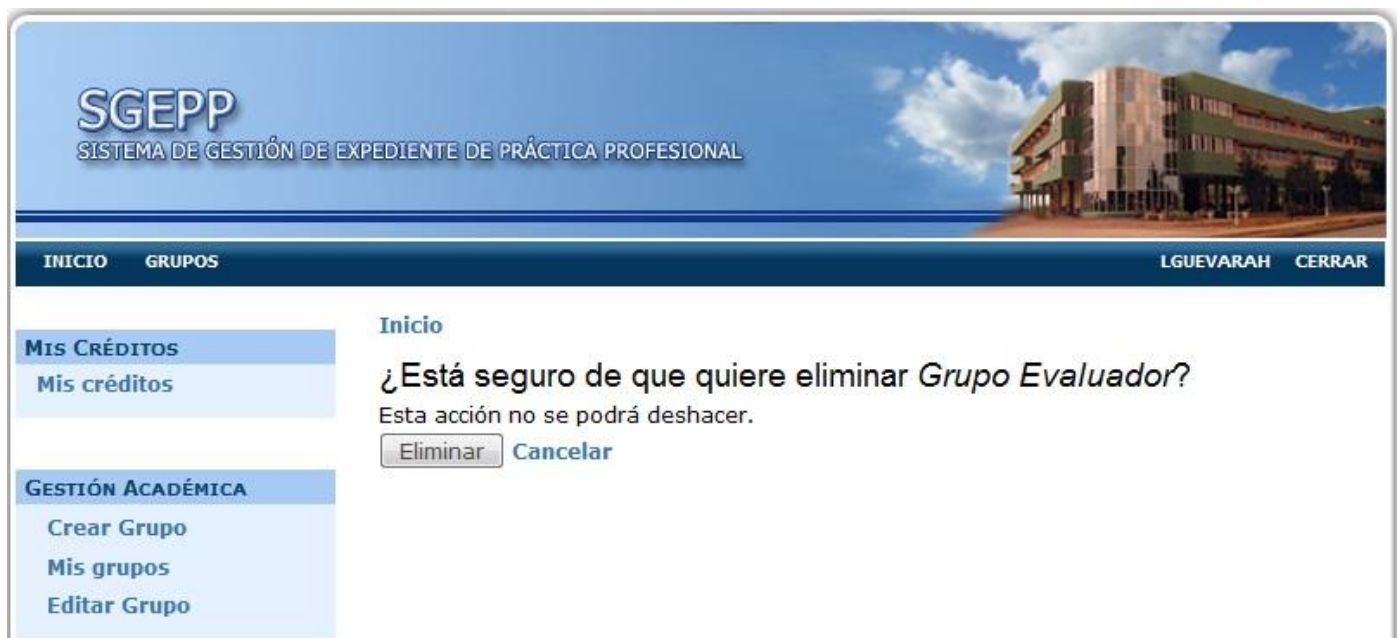 SGEPP
SISTEMA DE GESTIÓN DE EXPEDIENTE DE PRÁCTICA PROFESIONAL
INICIO GRUPOS LGUEVARAH CERRAR
MIS CRÉDITOS
Mis créditos
GESTIÓN ACADÉMICA
Crear Grupo
Mis grupos
Editar Grupo
Inicio
¿Está seguro de que quiere eliminar Grupo Evaluador?
Esta acción no se podrá deshacer.
Eliminar Cancelar